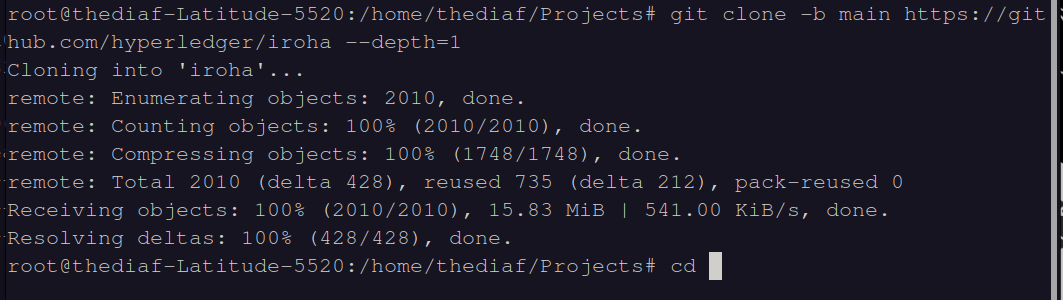 root@thediaf-Latitude-5520:/home/thediaf/Projects# git clone -b main https://git
hub.com/hyperledger/iroha --depth=1
Cloning into 'iroha'...
remote: Enumerating objects: 2010, done.
remote: Counting objects: 100% (2010/2010), done.
remote: Compressing objects: 100% (1748/1748), done.
remote: Total 2010 (delta 428), reused 735 (delta 212), pack-reused 0
Receiving objects: 100% (2010/2010), 15.83 MiB | 541.00 KiB/s, done.
Resolving deltas: 100% (428/428), done.
root@thediaf-Latitude-5520:/home/thediaf/Projects# cd